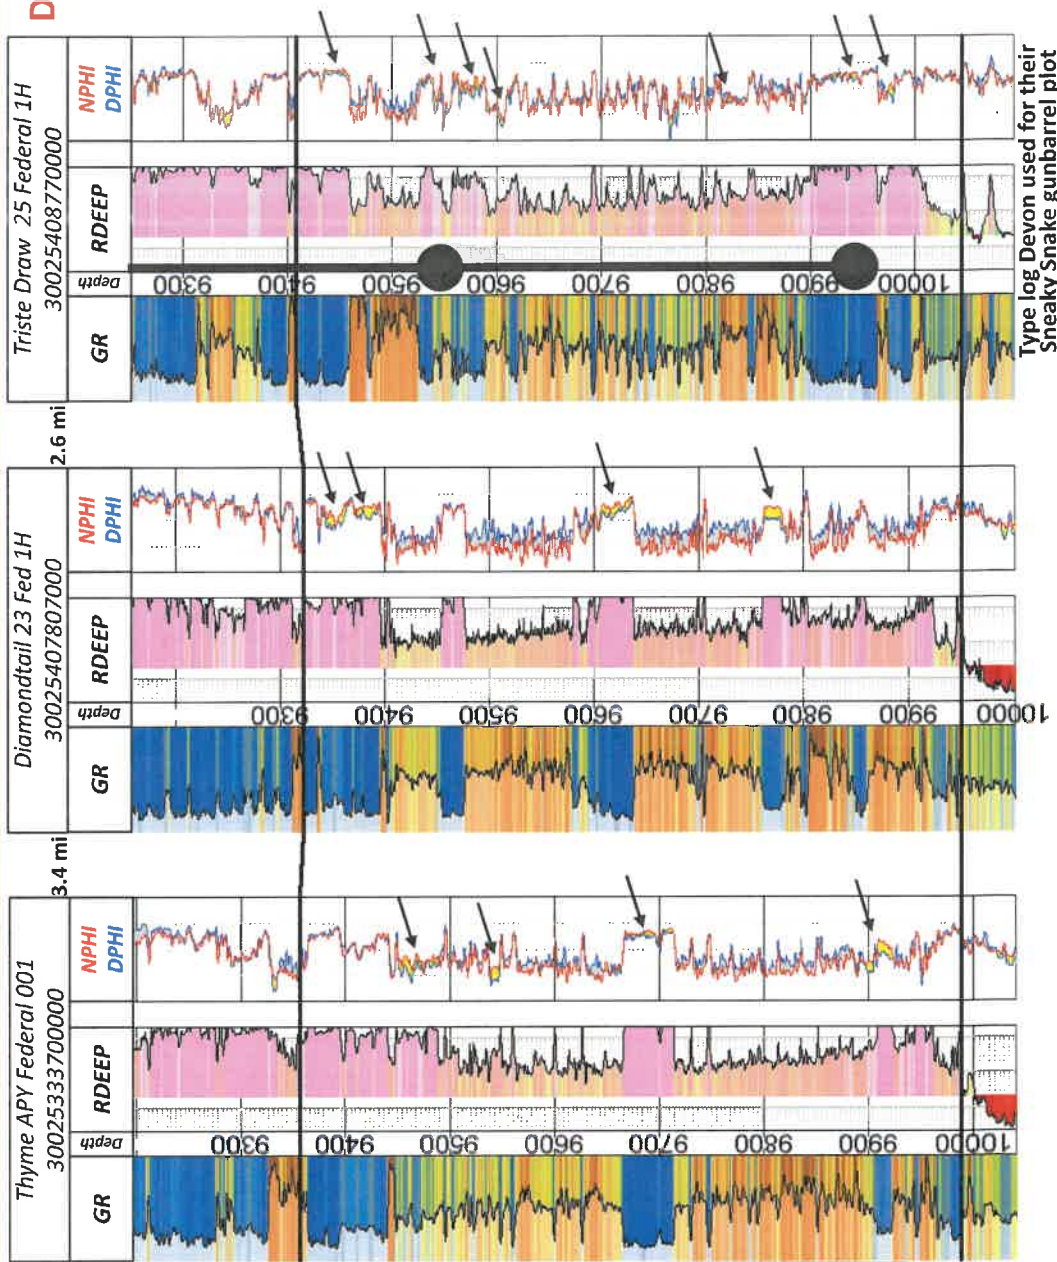 D
Thyme APY Federal 001
30025333700000
GR
Depth
RDEEP
NPHI
DPHI
9300
9400
9500
9600
9700
9800
9900
10000
3.4 mi
Diamondtail 23 Fed 1H
30025407807000
GR
Depth
RDEEP
NPHI
DPHI
9300
9400
9500
9600
9700
9800
9900
10000
2.6 mi
Triste Draw 25 Federal 1H
30025408770000
GR
Depth
RDEEP
NPHI
DPHI
9300
9400
9500
9600
9700
9800
9900
10000
Type log Devon used for their
Sneaky Snake gunbarrel plot